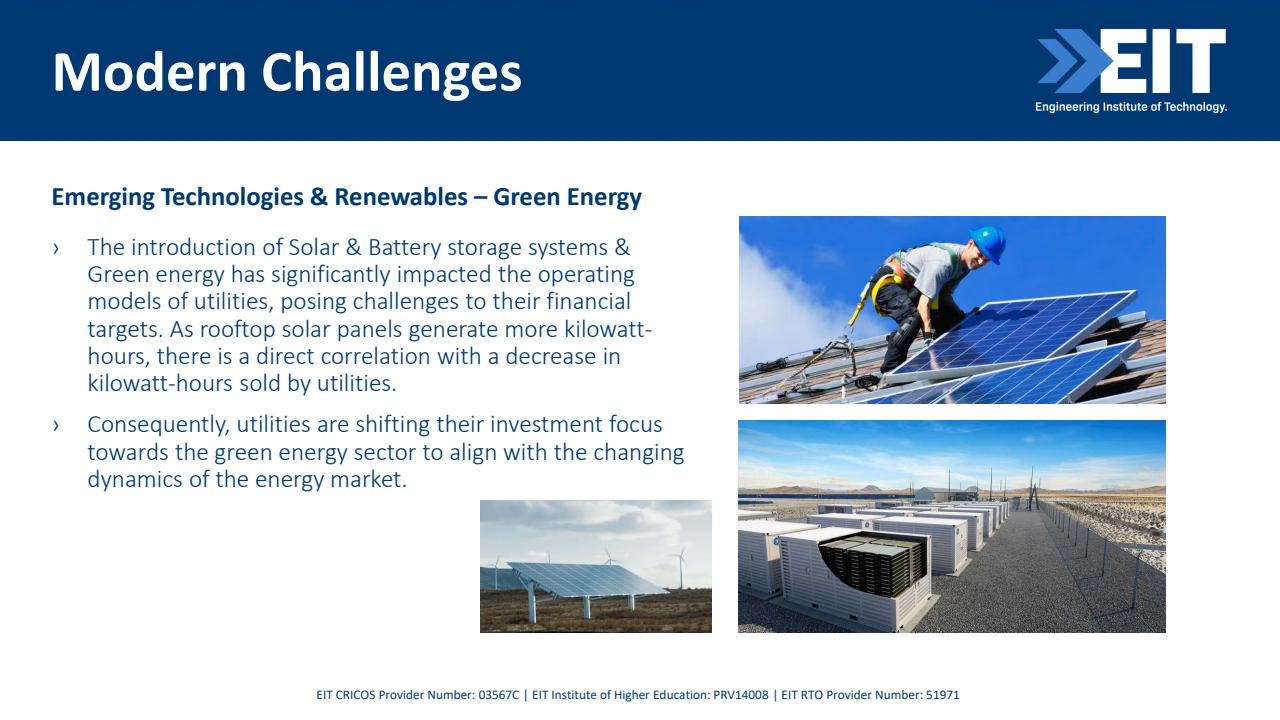 Modern Challenges
EIT
Engineering Institute of Technology.
Emerging Technologies & Renewables – Green Energy
› The introduction of Solar & Battery storage systems &
Green energy has significantly impacted the operating
models of utilities, posing challenges to their financial
targets. As rooftop solar panels generate more kilowatt-
hours, there is a direct correlation with a decrease in
kilowatt-hours sold by utilities.
› Consequently, utilities are shifting their investment focus
towards the green energy sector to align with the changing
dynamics of the energy market.
EIT CRICOS Provider Number: 03567C | EIT Institute of Higher Education: PRV14008 | EIT RTO Provider Number: 51971